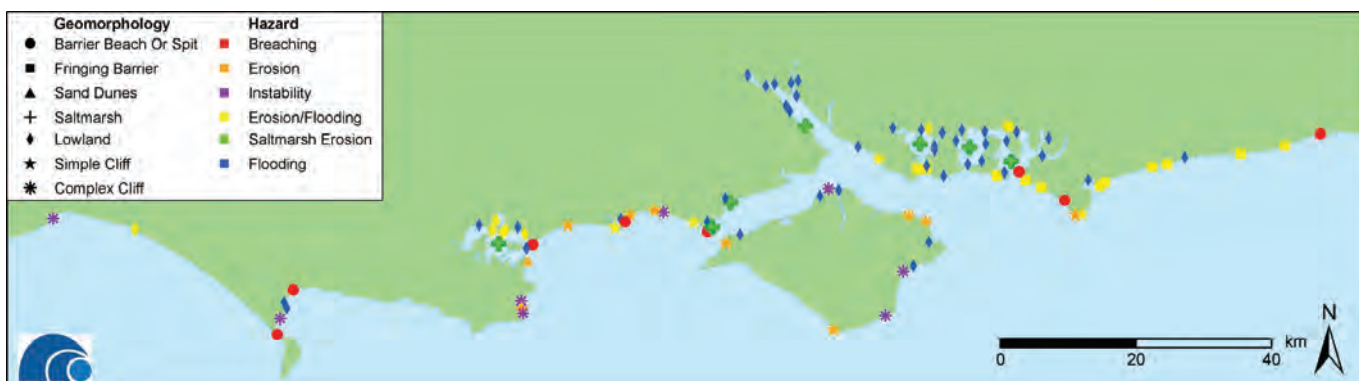 Geomorphology
Barrier Beach Or Spit
Fringing Barrier
Sand Dunes
Saltmarsh
Lowland
Simple Cliff
Complex Cliff
Hazard
Breaching
Erosion
Instability
Erosion/Flooding
Saltmarsh Erosion
Flooding
N
km
0 20 40